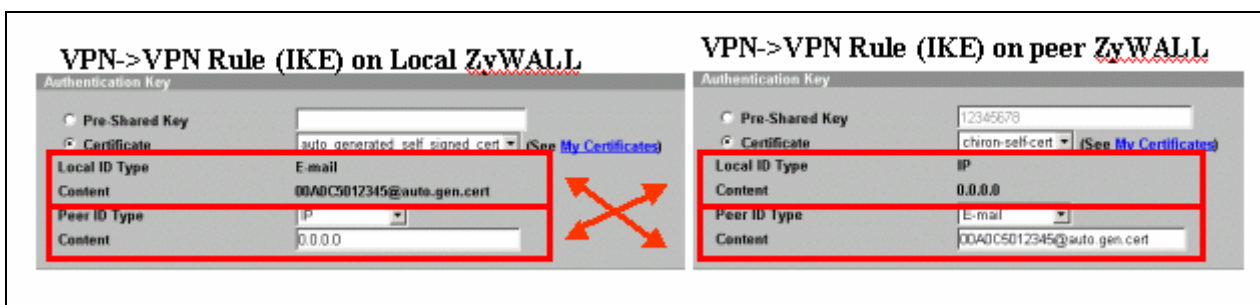 VPN->VPN Rule (IKE) on Local ZyWALL
Authentication Key
Pre-Shared Key
Certificate auto_generated_self_signed_cert (See My Certificates)
Local ID Type E-mail
Content 00A0C5012345@auto.gen.cert
Peer ID Type IP
Content 0.0.0.0
VPN->VPN Rule (IKE) on peer ZyWALL
Authentication Key
Pre-Shared Key 12345678
Certificate chiron-self-cert (See My Certificates)
Local ID Type IP
Content 0.0.0.0
Peer ID Type E-mail
Content 00A0C5012345@auto.gen.cert